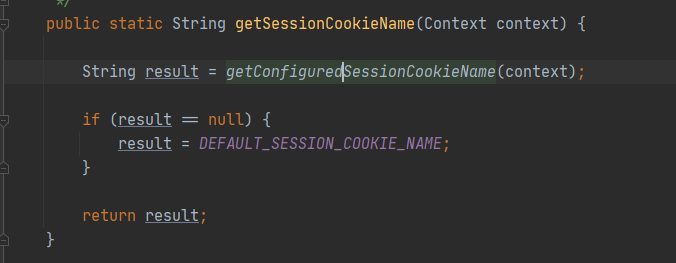 */
public static String getSessionCookieName(Context context) {
String result = getConfiguredSessionCookieName(context);
if (result == null) {
result = DEFAULT_SESSION_COOKIE_NAME;
}
return result;
}